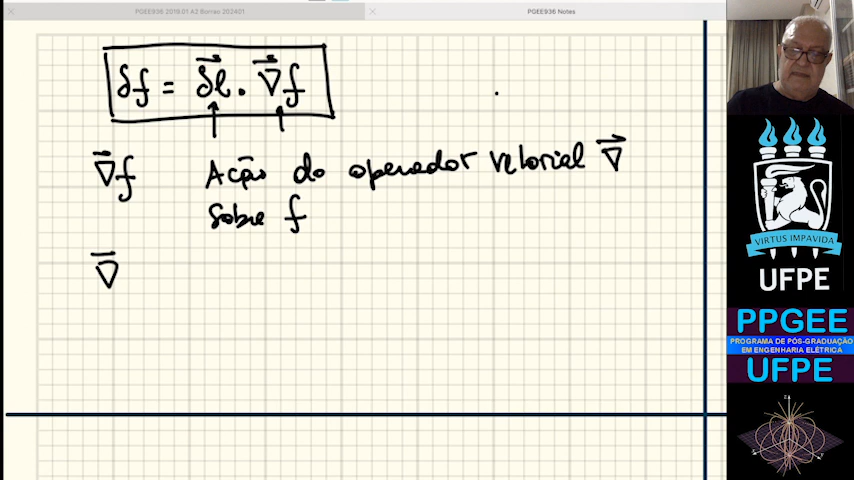 PGEE936 2019.01 A2 Borrao 202401
PGEE936 Notes
δf = δl⃗ . ∇⃗f
∇⃗f Ação do operador vetorial ∇⃗
sobre f
∇⃗
VIRTUS IMPAVIDA
UFPE
PPGEE
PROGRAMA DE PÓS-GRADUAÇÃO
EM ENGENHARIA ELÉTRICA
UFPE